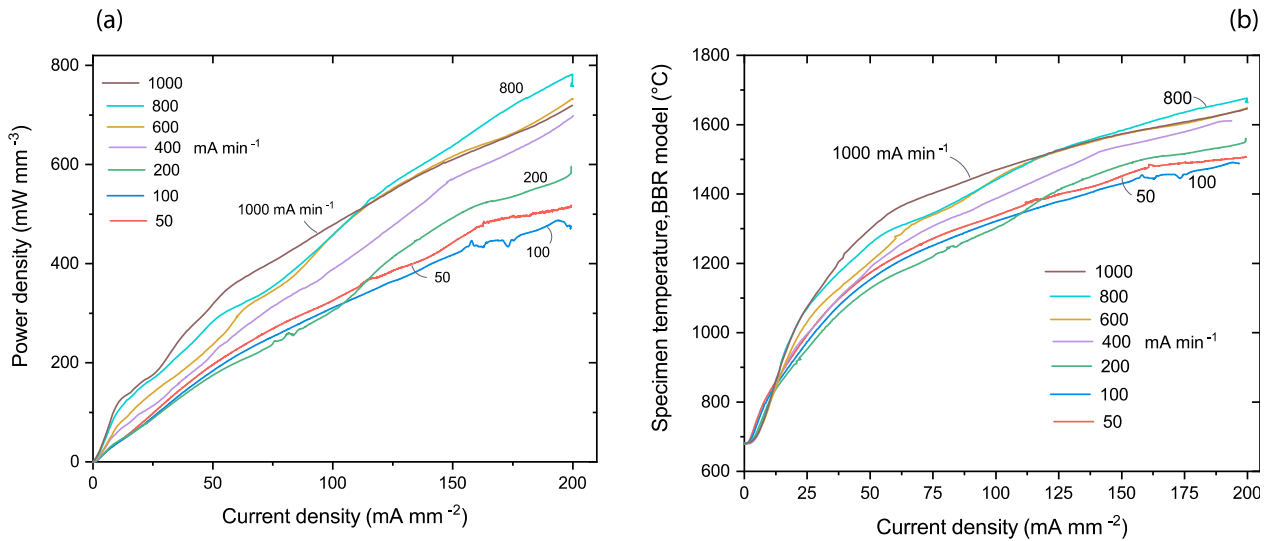 (a)
(b)
Power density (mW mm⁻³)
800
600
400
200
0
1000
800
600
400 mA min⁻¹
200
100
50
800
1000 mA min⁻¹
200
50
100
0 50 100 150 200
Current density (mA mm⁻²)
Specimen temperature,BBR model (°C)
1800
1600
1400
1200
1000
800
600
800
1000 mA min⁻¹
50
100
1000
800
600
400 mA min⁻¹
200
100
50
0 25 50 75 100 125 150 175 200
Current density (mA mm⁻²)